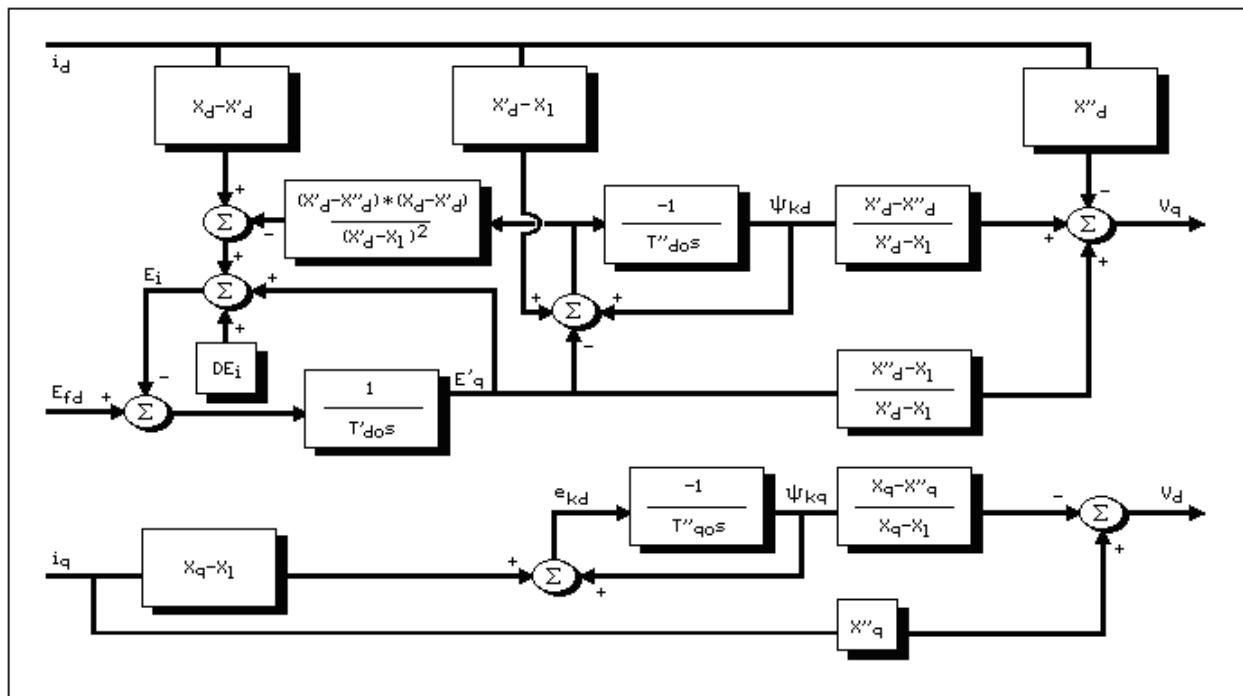 i_d
X_d-X'_d
X'_d-X_l
X"_d
+
-
(X'_d-X"_d)*(X_d-X'_d)
(X'_d-X_l)^2
-1
T"_do s
ψ_kd
X'_d-X"_d
X'_d-X_l
Σ
-
Σ
V_q
+
+
E_i
+
+
Σ
+
+
+
Σ
-
DE_i
-
E_fd
+
Σ
1
T'_do s
E'_q
X"_d-X_l
X'_d-X_l
e_kd
-1
T"_qo s
ψ_kq
X_q-X"_q
X_q-X_l
-
Σ
V_d
+
i_q
X_q-X_l
+
Σ
+
X"_q